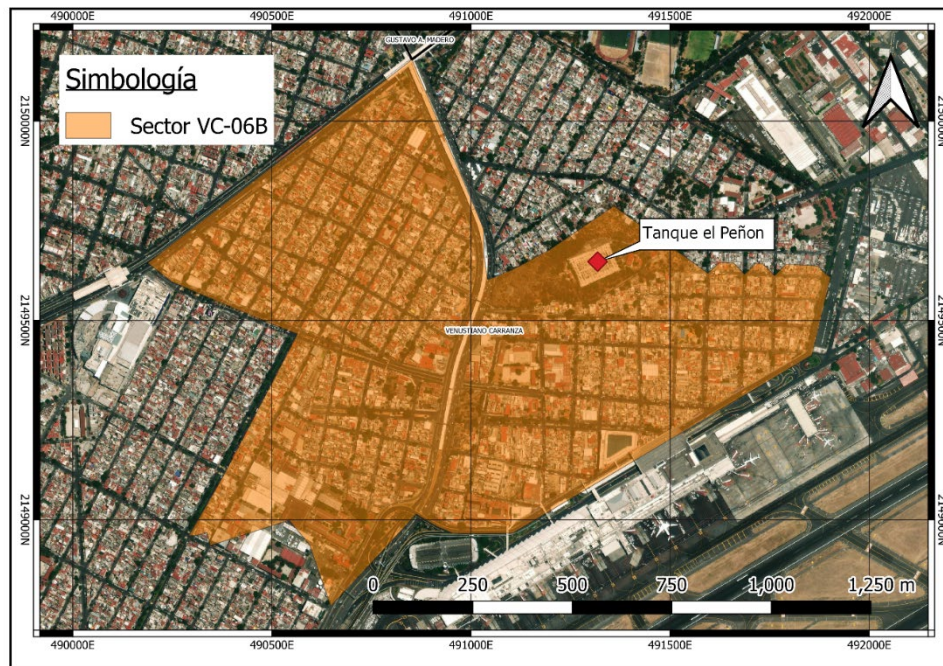 490000E 490500E 491000E 491500E 492000E
GUSTAVO A. MADERO
Simbología
Sector VC-06B
2150000N 2150000N
Tanque el Peñon
2149500N 2149500N
VENUSTIANO CARRANZA
2149000N 2149000N
0 250 500 750 1,000 1,250 m
490000E 490500E 491000E 491500E 492000E